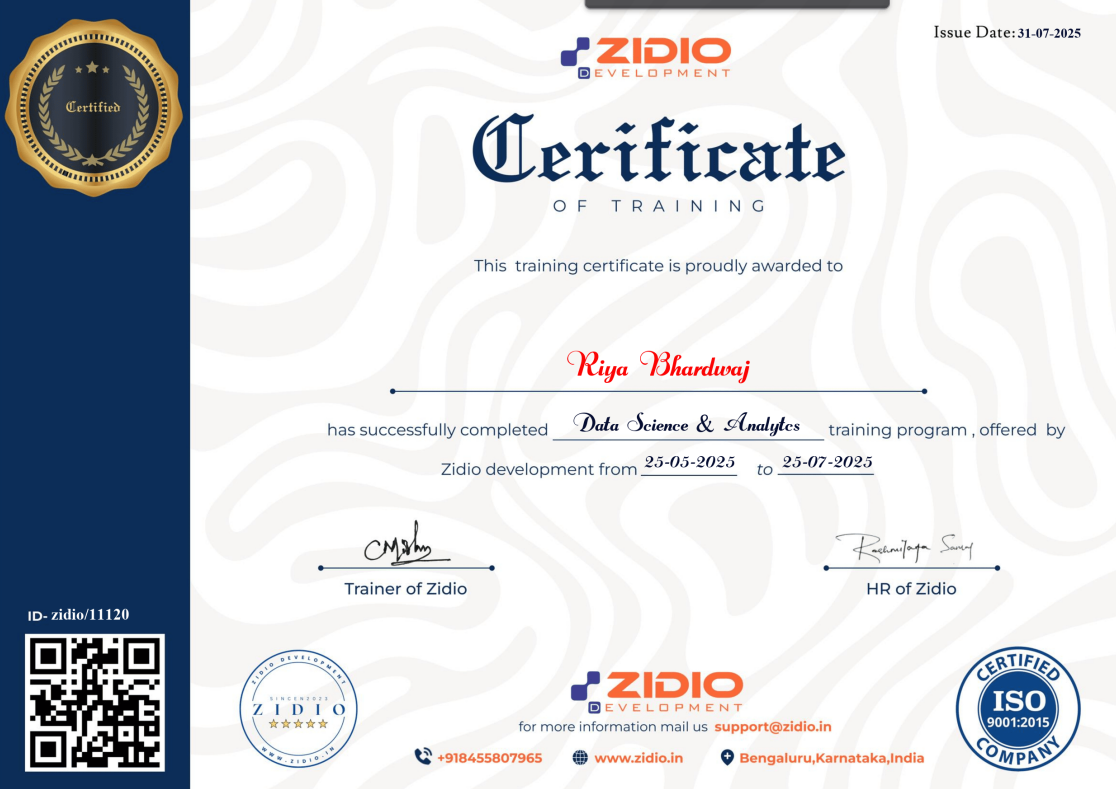 Issue Date: 31-07-2025
ZIDIO
DEVELOPMENT
Certified
Cerificate
OF TRAINING
This training certificate is proudly awarded to
Riya Bhardwaj
has successfully completed Data Science & Analytcs training program , offered by
Zidio development from 25-05-2025 to 25-07-2025
Trainer of Zidio
HR of Zidio
ID- zidio/11120
ZIDIO DEVELOPMENT
SINCEN2023
ZIDIO
WWW.ZIDIO.IN
ZIDIO
DEVELOPMENT
for more information mail us support@zidio.in
+918455807965
www.zidio.in
Bengaluru,Karnataka,India
CERTIFIED
ISO
9001:2015
COMPANY